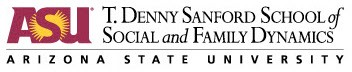 ASU T. DENNY SANFORD SCHOOL of
SOCIAL AND FAMILY DYNAMICS
ARIZONA STATE UNIVERSITY